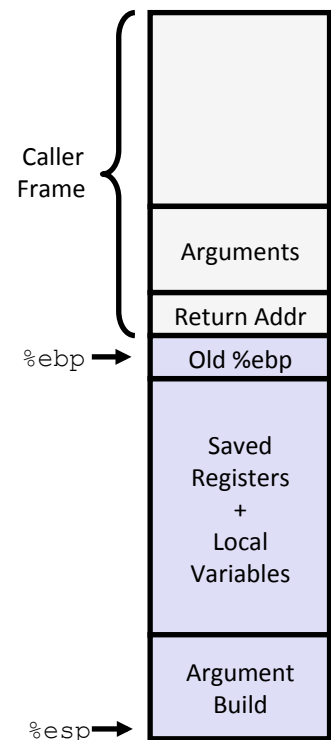 Caller
Frame
Arguments
Return Addr
%ebp
Old %ebp
Saved
Registers
+
Local
Variables
Argument
Build
%esp